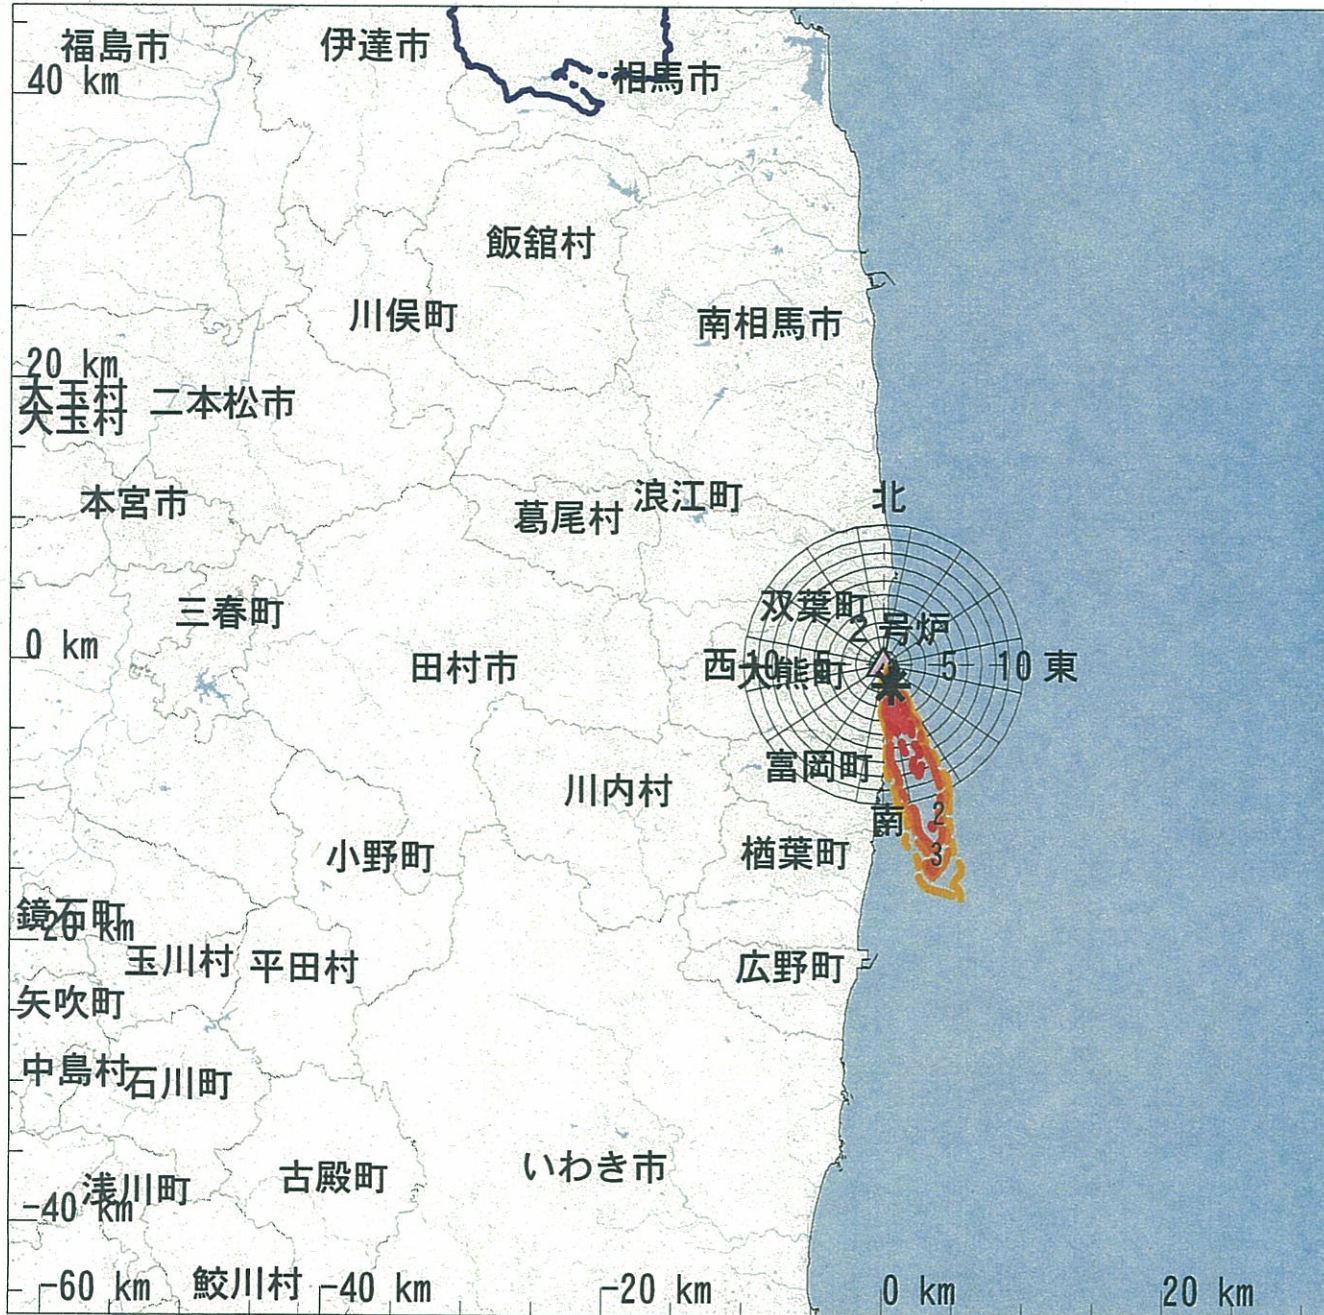 福島市
伊達市
40 km
相馬市
飯舘村
川俣町
南相馬市
20 km
大玉村
大玉村
二本松市
本宮市
葛尾村
浪江町
北
双葉町
三春町
2号炉
0 km
田村市
西
10
5
大熊町
5
10
東
富岡町
川内村
南
2
小野町
楢葉町
3
鏡石町
-20 km
玉川村
平田村
広野町
矢吹町
中島村
石川町
いわき市
浅川町
古殿町
-40 km
-60 km
鮫川村
-40 km
-20 km
0 km
20 km